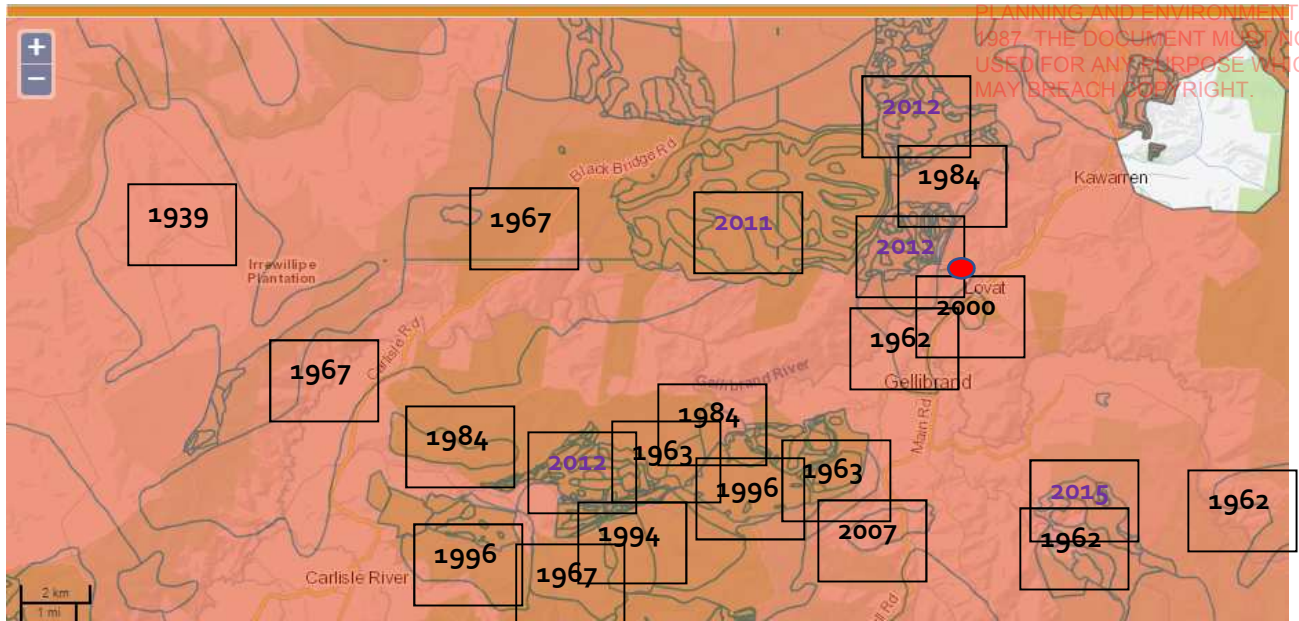 PLANNING AND ENVIRONMENT
1987. THE DOCUMENT MUST NO
USED FOR ANY PURPOSE WHIC
MAY BREACH COPYRIGHT.
+
−
2012
1984
Kawarren
Black Bridge Rd
1939
1967
2011
2012
Irrewillipe
Plantation
Lovat
2000
Carlisle Rd
1962
1967
Gellibrand River
Gellibrand
1984
1984
Main Rd
1963
2012
1963
1996
2015
1962
2007
1994
1962
1996
1967
Carlisle River
2 km
1 mi